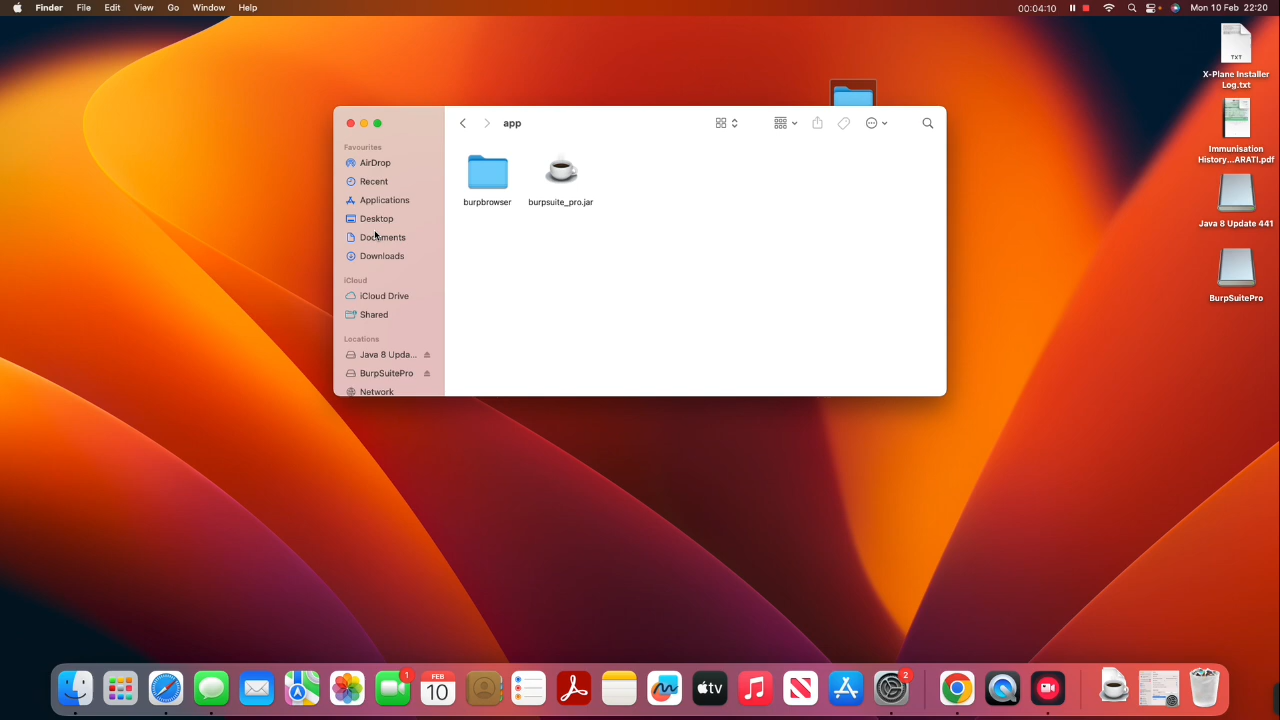 Finder File Edit View Go Window Help
00:04:10
Mon 10 Feb 22:20
TXT
X-Plane Installer
Log.txt
Immunisation
History...ARATI.pdf
Java 8 Update 441
BurpSuitePro
app
Favourites
AirDrop
Recent
Applications
Desktop
Documents
Downloads
iCloud
iCloud Drive
Shared
Locations
Java 8 Upda...
BurpSuitePro
Network
burpbrowser
burpsuite_pro.jar
1
FEB
10
tv
2